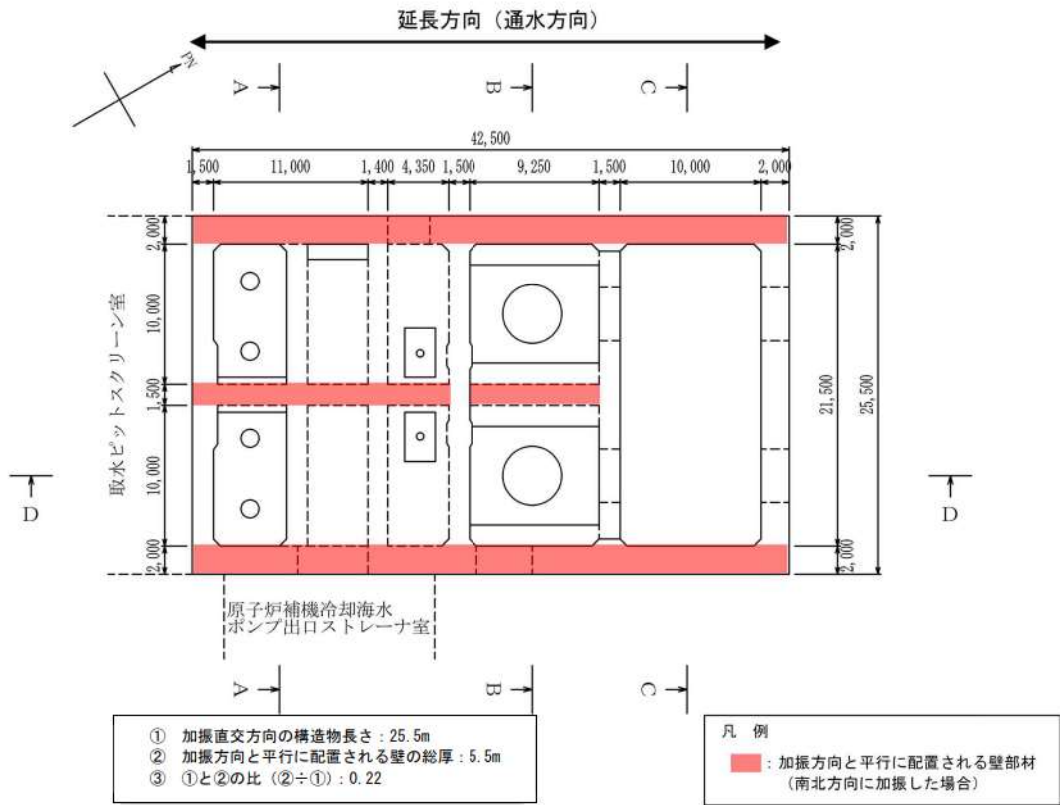 延長方向（通水方向）
PN
A
B
C
42,500
1,500
11,000
1,400
4,350
1,500
9,250
1,500
10,000
2,000
2,000
10,000
1,500
10,000
2,000
2,000
21,500
25,500
2,000
取水ピットスクリーン室
D
D
原子炉補機冷却海水
ポンプ出口ストレーナ室
A
B
C
① 加振直交方向の構造物長さ：25.5m
② 加振方向と平行に配置される壁の総厚：5.5m
③ ①と②の比（②÷①）：0.22
凡 例
：加振方向と平行に配置される壁部材
（南北方向に加振した場合）